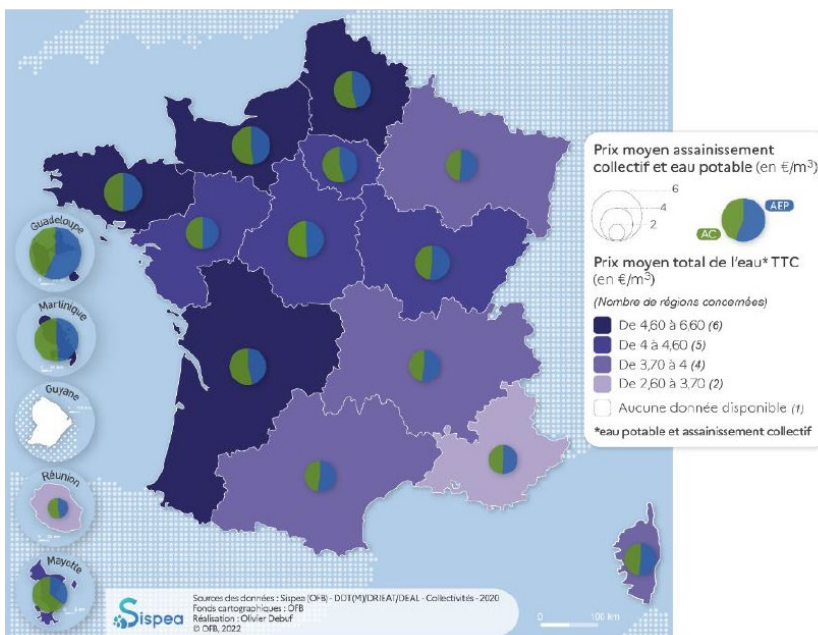 Prix moyen assainissement
collectif et eau potable (en €/m³)
6
4
2
AEP
AC
Prix moyen total de l'eau* TTC
(en €/m³)
(Nombre de régions concernées)
De 4,60 à 6,60 (6)
De 4 à 4,60 (5)
De 3,70 à 4 (4)
De 2,60 à 3,70 (2)
Aucune donnée disponible (1)
*eau potable et assainissement collectif
Guadeloupe
Martinique
Guyane
Réunion
Mayotte
Sispea
Sources des données : Sispea (OFB) - DDT(M)/DRIEAT/DEAL - Collectivités - 2020
Fonds cartographiques : OFB
Réalisation : Olivier Debuf
© OFB, 2022
0 100 km